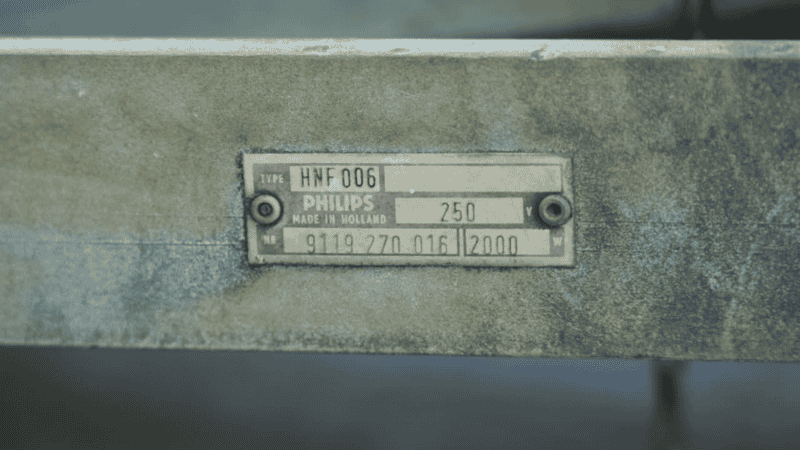 TYPE HNF 006
PHILIPS
MADE IN HOLLAND 250 V
NR 9119 270 016 2000 W